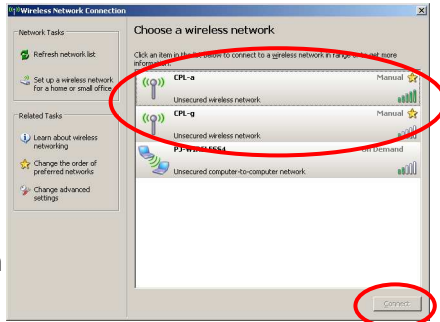 Wireless Network Connection
Network Tasks
Refresh network list
Set up a wireless network
for a home or small office
Related Tasks
Learn about wireless
networking
Change the order of
preferred networks
Change advanced
settings
Choose a wireless network
Click an item in the list below to connect to a wireless network in range or to get more
information.
CPL-a
Manual
Unsecured wireless network
CPL-g
Manual
Unsecured wireless network
On Demand
Unsecured computer-to-computer network
Connect